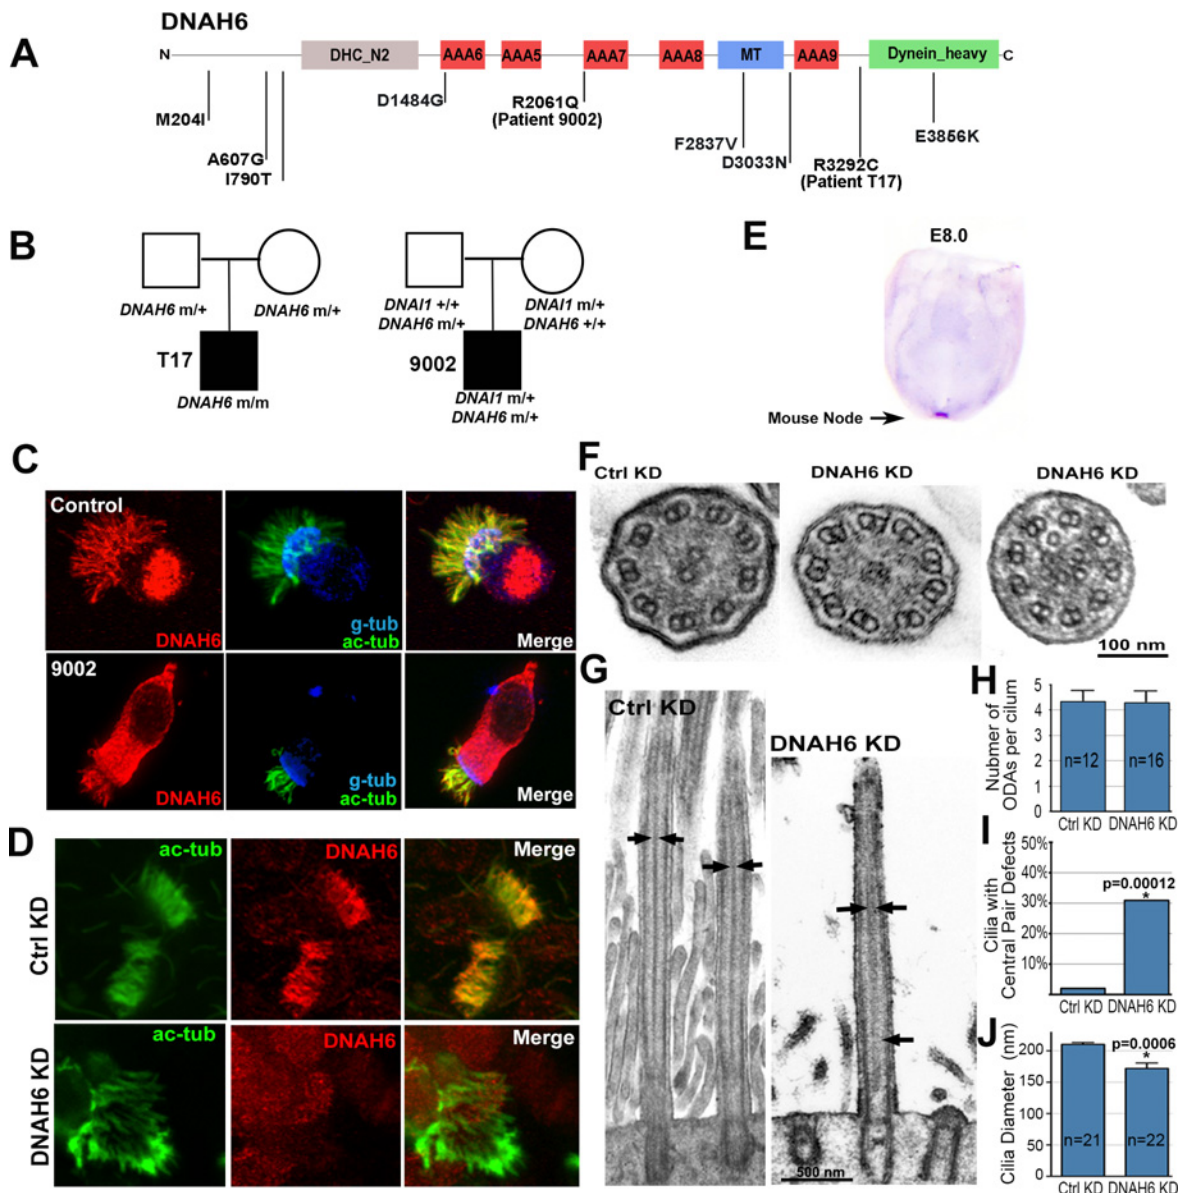 DNAH6
A
N
DHC_N2
AAA6
AAA5
AAA7
AAA8
MT
AAA9
Dynein_heavy
C
M204I
A607G
I790T
D1484G
R2061Q
(Patient 9002)
F2837V
D3033N
R3292C
(Patient T17)
E3856K
B
DNAH6 m/+
DNAH6 m/+
T17
DNAH6 m/m
DNAI1 +/+
DNAH6 m/+
DNAI1 m/+
DNAH6 +/+
9002
DNAI1 m/+
DNAH6 m/+
E
E8.0
Mouse Node
C
Control
DNAH6
g-tub
ac-tub
Merge
9002
DNAH6
g-tub
ac-tub
Merge
D
Ctrl KD
ac-tub
DNAH6
Merge
DNAH6 KD
ac-tub
DNAH6
Merge
F
Ctrl KD
DNAH6 KD
DNAH6 KD
100 nm
G
Ctrl KD
DNAH6 KD
500 nm
H
Nubmer of
ODAs per cilum
5
4
3
2
1
0
n=12
n=16
Ctrl KD
DNAH6 KD
I
Cilia with
Central Pair Defects
50%
40%
30%
20%
10%
p=0.00012
*
Ctrl KD
DNAH6 KD
J
Cilia Diameter (nm)
200
150
100
50
0
p=0.0006
*
n=21
n=22
Ctrl KD
DNAH6 KD